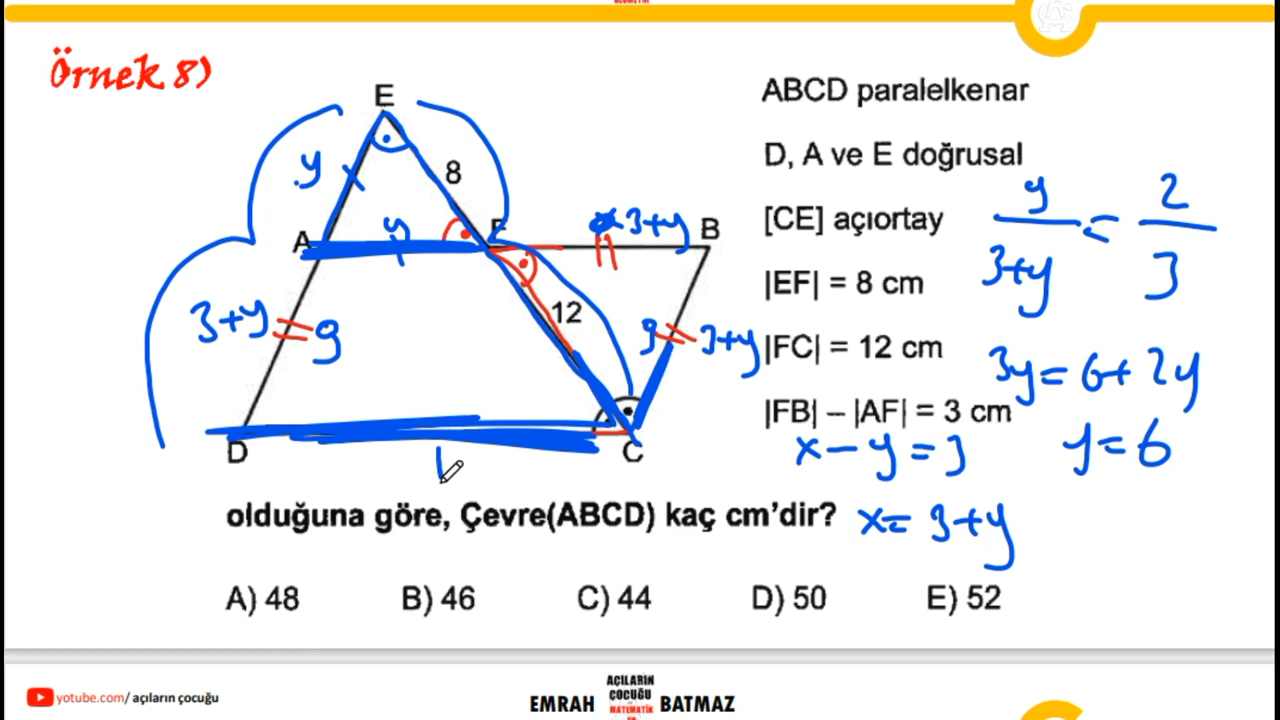 GEOMETRİ
Örnek 8)
E
y
8
A
y
F
x 3+y
B
3+y
9
12
9
3+y
D
C
ABCD paralelkenar
D, A ve E doğrusal
[CE] açıortay
|EF| = 8 cm
|FC| = 12 cm
|FB| – |AF| = 3 cm
y/3+y = 2/3
3y = 6+2y
x – y = 3
y = 6
x = 3+y
olduğuna göre, Çevre(ABCD) kaç cm'dir?
A) 48 B) 46 C) 44 D) 50 E) 52
yotube.com/ açıların çocuğu
EMRAH AÇILARIN ÇOCUĞU BATMAZ
MATEMATİK